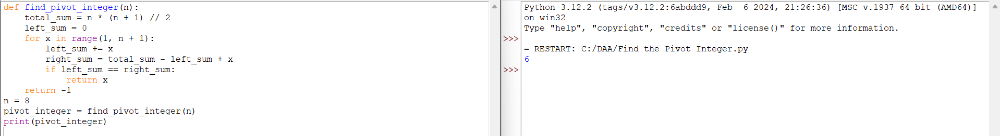 def find_pivot_integer(n):
    total_sum = n * (n + 1) // 2
    left_sum = 0
    for x in range(1, n + 1):
        left_sum += x
        right_sum = total_sum - left_sum + x
        if left_sum == right_sum:
            return x
    return -1
n = 8
pivot_integer = find_pivot_integer(n)
print(pivot_integer)
Python 3.12.2 (tags/v3.12.2:6abddd9, Feb  6 2024, 21:26:36) [MSC v.1937 64 bit (AMD64)]
on win32
Type "help", "copyright", "credits" or "license()" for more information.
>>>
= RESTART: C:/DAA/Find the Pivot Integer.py
6
>>>